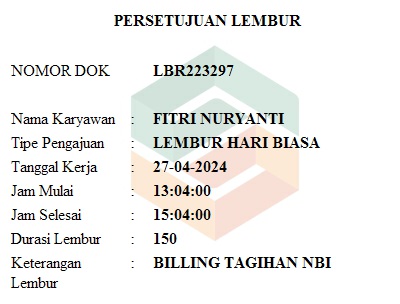 PERSETUJUAN LEMBUR
NOMOR DOK LBR223297
Nama Karyawan : FITRI NURYANTI
Tipe Pengajuan : LEMBUR HARI BIASA
Tanggal Kerja : 27-04-2024
Jam Mulai : 13:04:00
Jam Selesai : 15:04:00
Durasi Lembur : 150
Keterangan : BILLING TAGIHAN NBI
Lembur